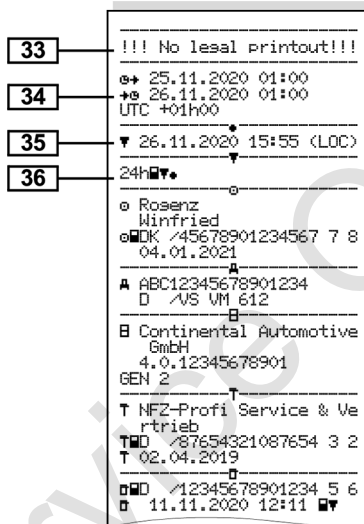 33
!!! No legal printout!!!
34
25.11.2020 01:00
26.11.2020 01:00
UTC +01h00
35
▼ 26.11.2020 15:55 (LOC)
36
24h
Rogenz
Winfried
DK /45678901234567 7 8
04.01.2021
A
ABC12345678901234
D /VS VM 612
Continental Automotive
GmbH
4.0.12345678901
GEN 2
T
T NFZ-Profi Service & Ve
rtrieb
T D /87654321087654 3 2
T 02.04.2019
D /12345678901234 5 6
11.11.2020 12:11
ervice